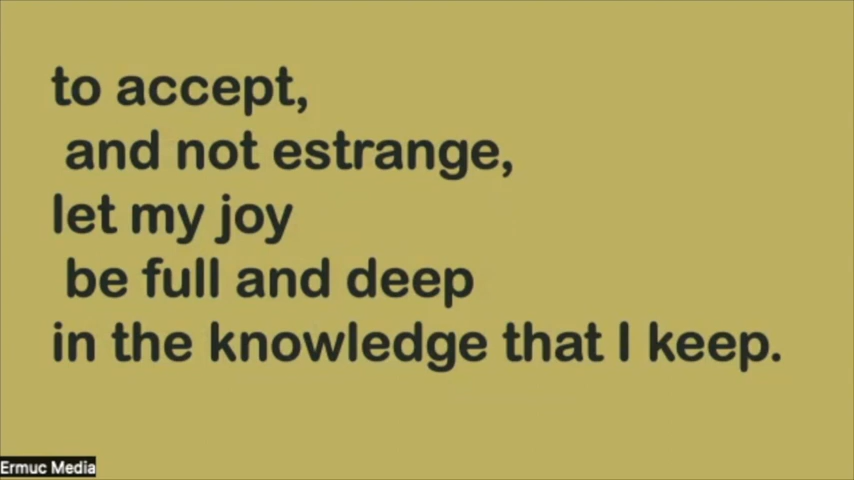 to accept,
and not estrange,
let my joy
be full and deep
in the knowledge that I keep.
Ermuc Media